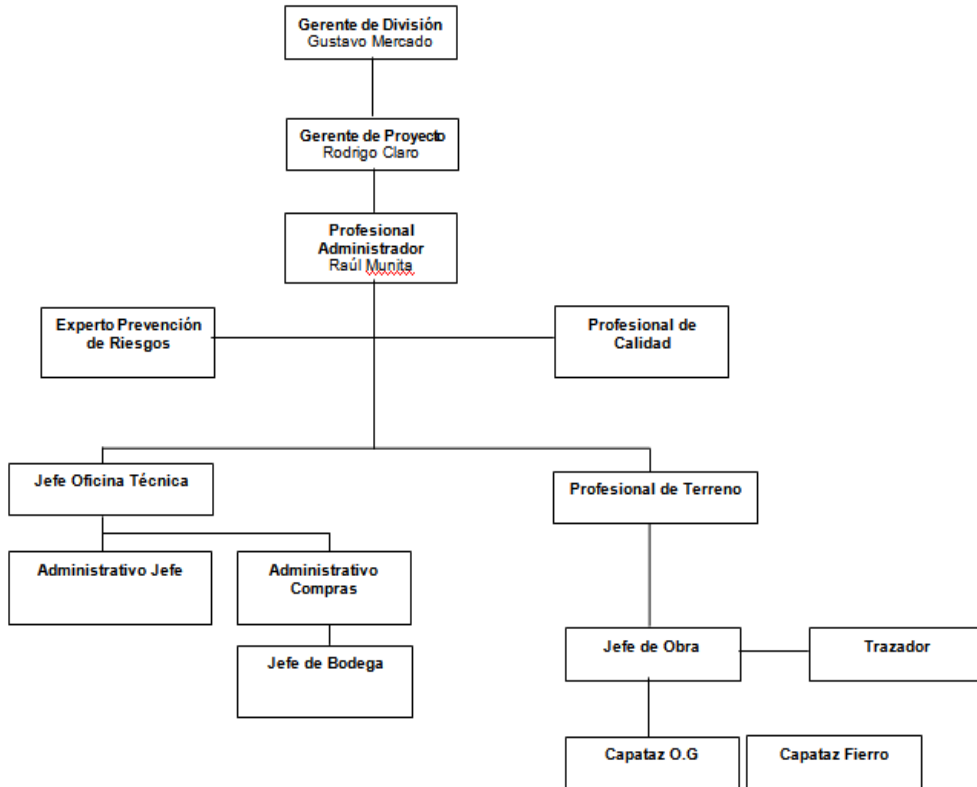 Gerente de División
Gustavo Mercado
Gerente de Proyecto
Rodrigo Claro
Profesional
Administrador
Raúl Munita
Experto Prevención
de Riesgos
Profesional de
Calidad
Jefe Oficina Técnica
Profesional de Terreno
Administrativo Jefe
Administrativo
Compras
Jefe de Bodega
Jefe de Obra
Trazador
Capataz O.G
Capataz Fierro